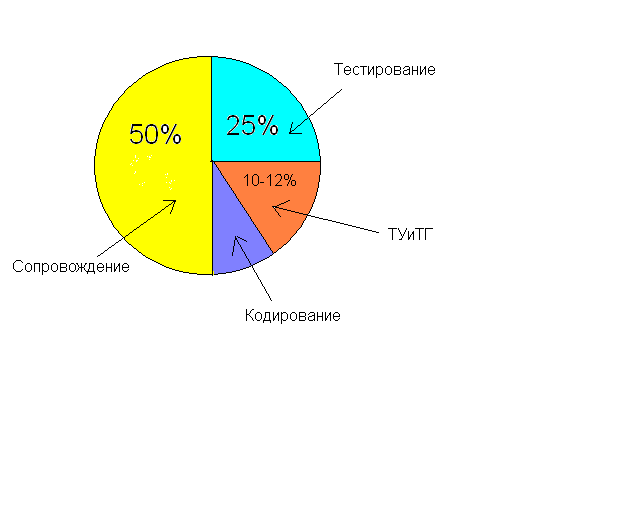 Тестирование
50%
25%
10-12%
ТУиТГ
Сопровождение
Кодирование